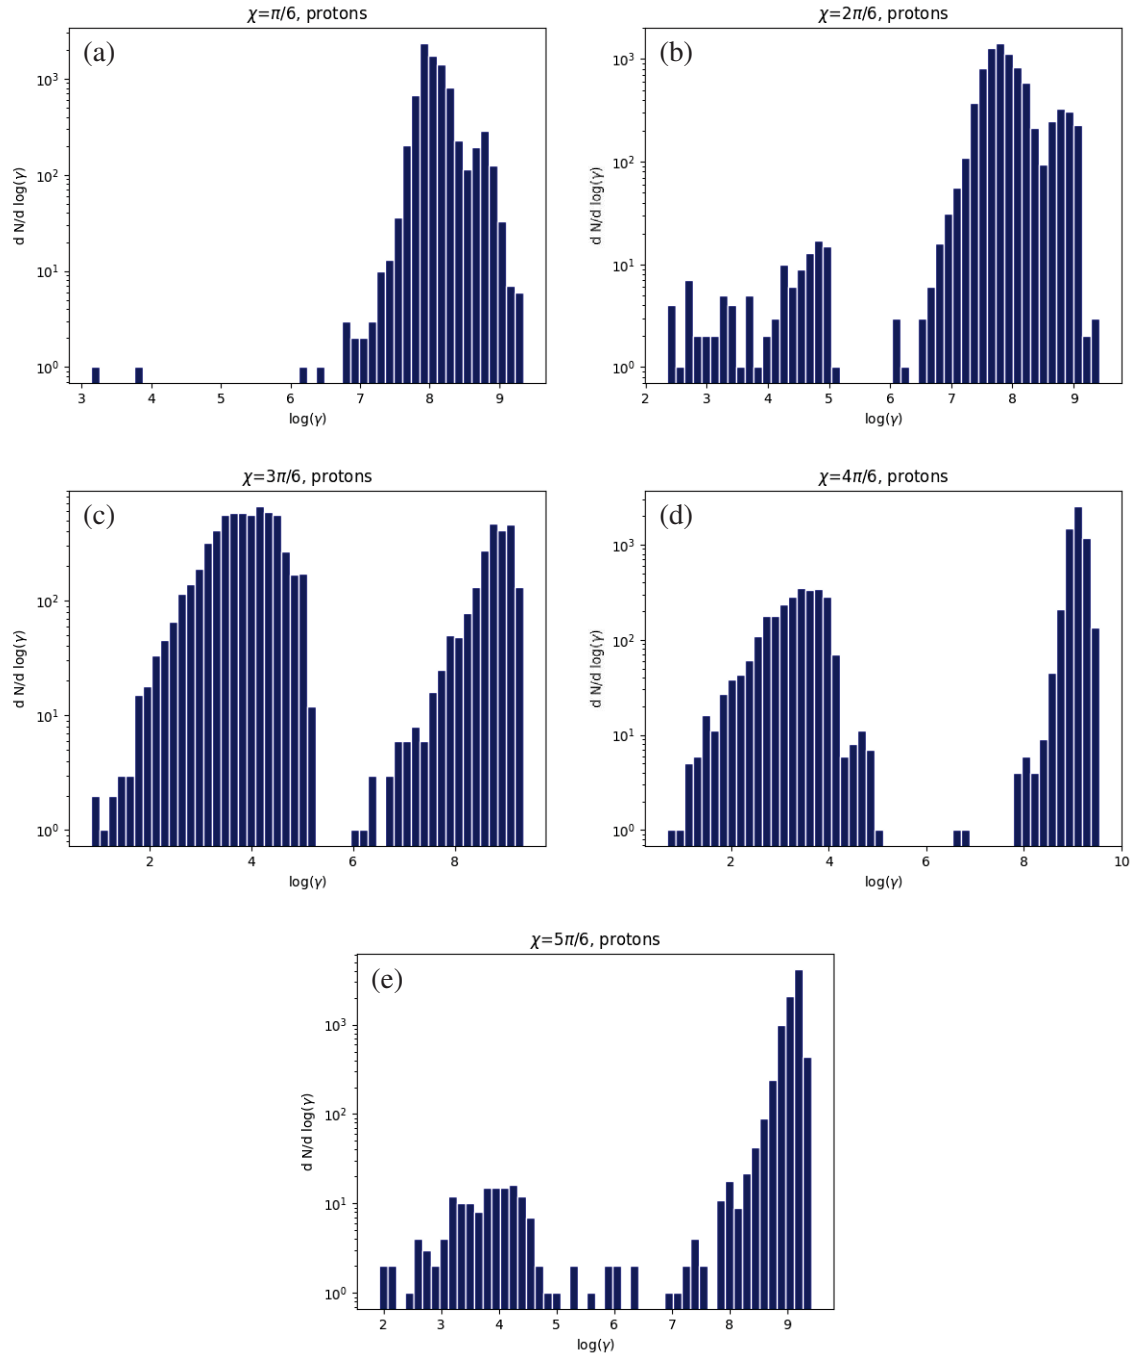 χ=π/6, protons
(a)
d N/d log(γ)
10³
10²
10¹
10⁰
3 4 5 6 7 8 9
log(γ)
χ=2π/6, protons
(b)
d N/d log(γ)
10³
10²
10¹
10⁰
2 3 4 5 6 7 8 9
log(γ)
χ=3π/6, protons
(c)
d N/d log(γ)
10²
10¹
10⁰
2 4 6 8
log(γ)
χ=4π/6, protons
(d)
d N/d log(γ)
10³
10²
10¹
10⁰
2 4 6 8 10
log(γ)
χ=5π/6, protons
(e)
d N/d log(γ)
10³
10²
10¹
10⁰
2 3 4 5 6 7 8 9
log(γ)